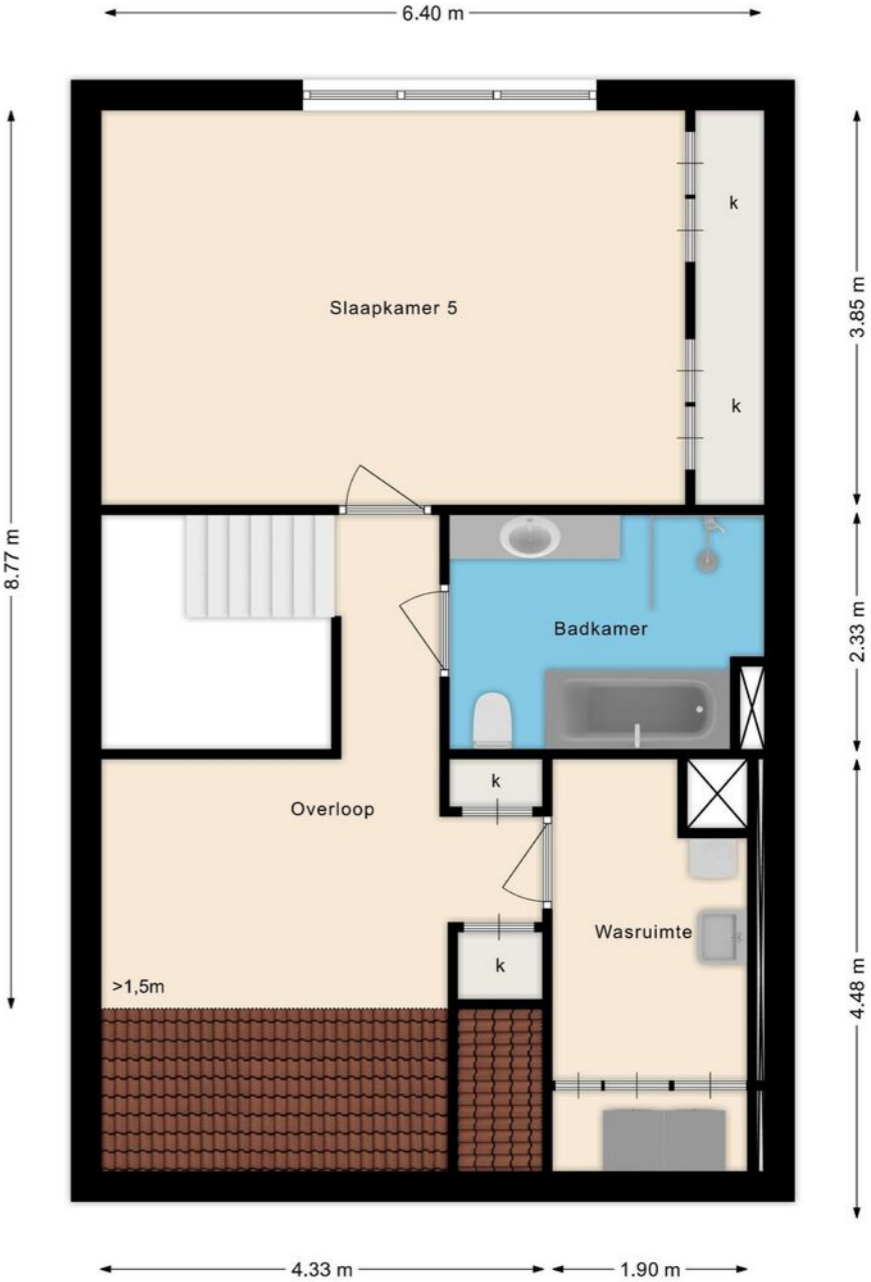 6.40 m
k
3.85 m
Slaapkamer 5
k
8.77 m
2.33 m
Badkamer
k
Overloop
Wasruimte
k
>1,5m
4.48 m
4.33 m
1.90 m